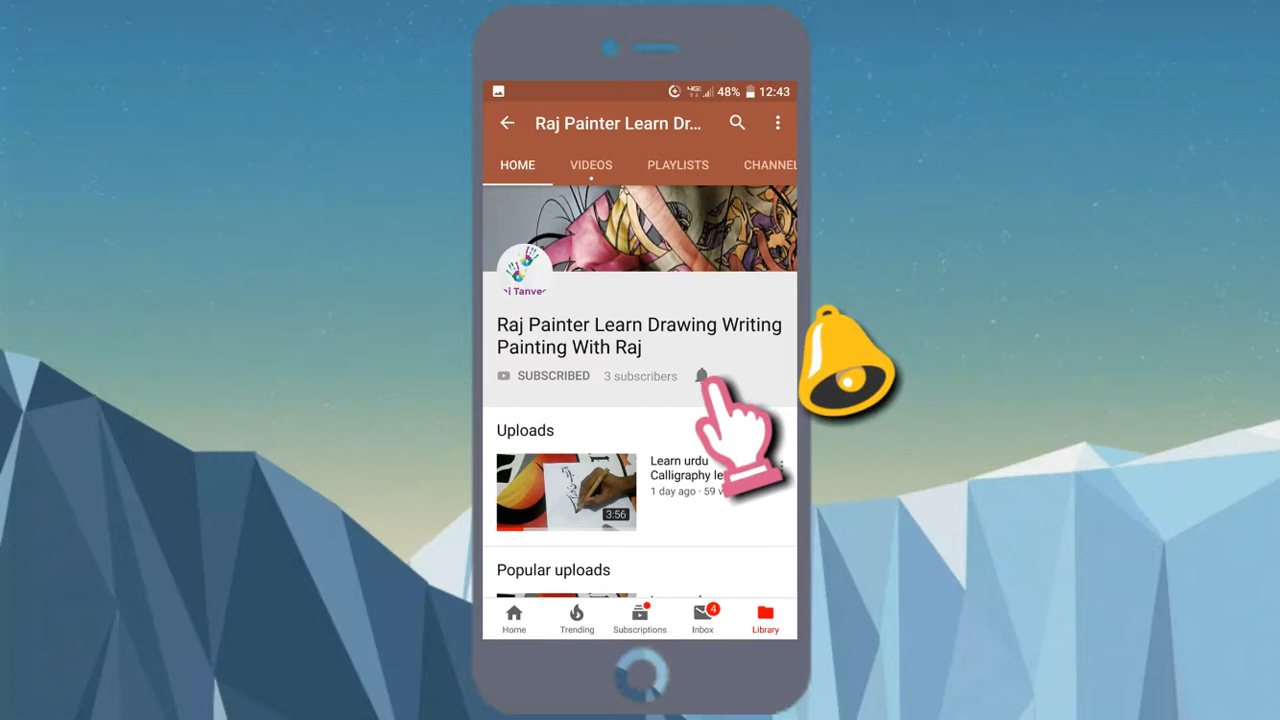 48% 12:43
Raj Painter Learn Dr...
HOME VIDEOS PLAYLISTS CHANNEL
Raj Painter Learn Drawing Writing
Painting With Raj
SUBSCRIBED 3 subscribers
Uploads
Learn urdu
Calligraphy le
1 day ago · 59 v
3:56
Popular uploads
4
Home Trending Subscriptions Inbox Library